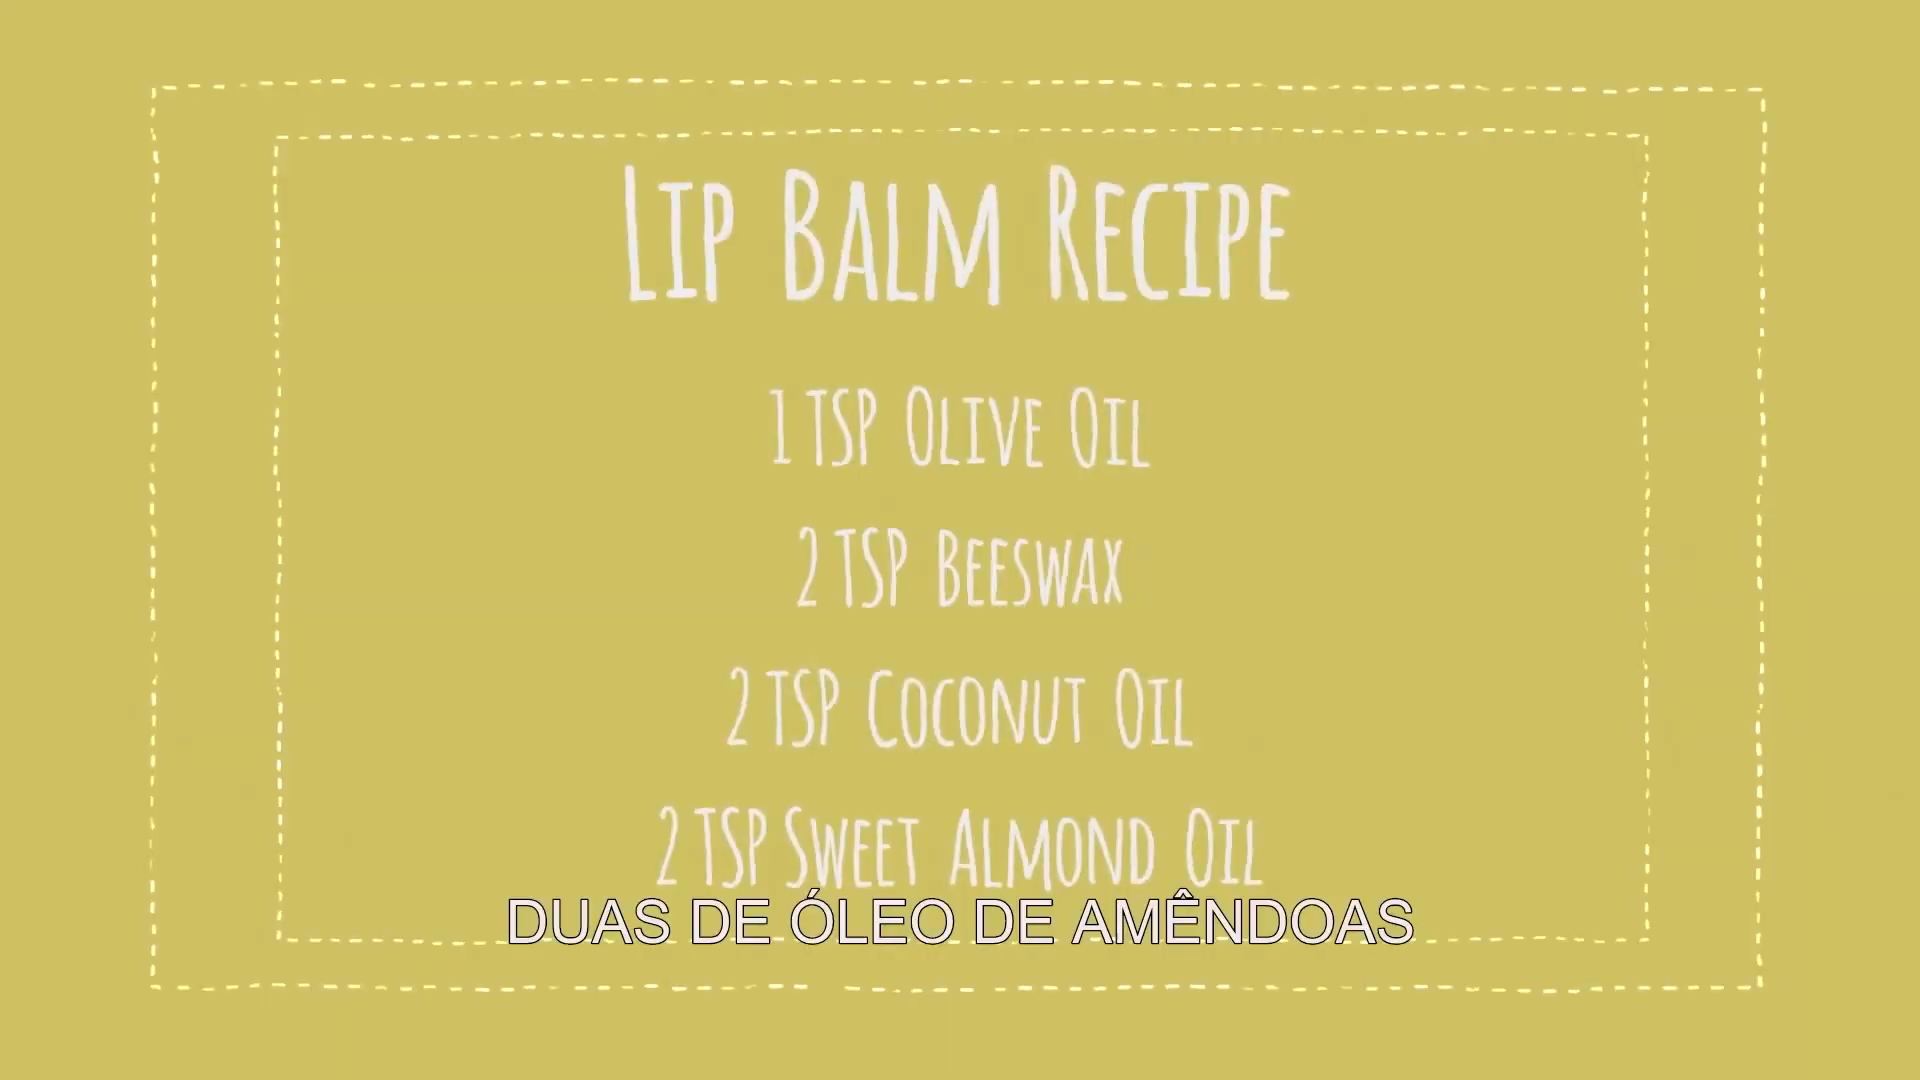 LIP BALM RECIPE
1 TSP OLIVE OIL
2 TSP BEESWAX
2 TSP COCONUT OIL
2 TSP SWEET ALMOND OIL
DUAS DE ÓLEO DE AMÊNDOAS